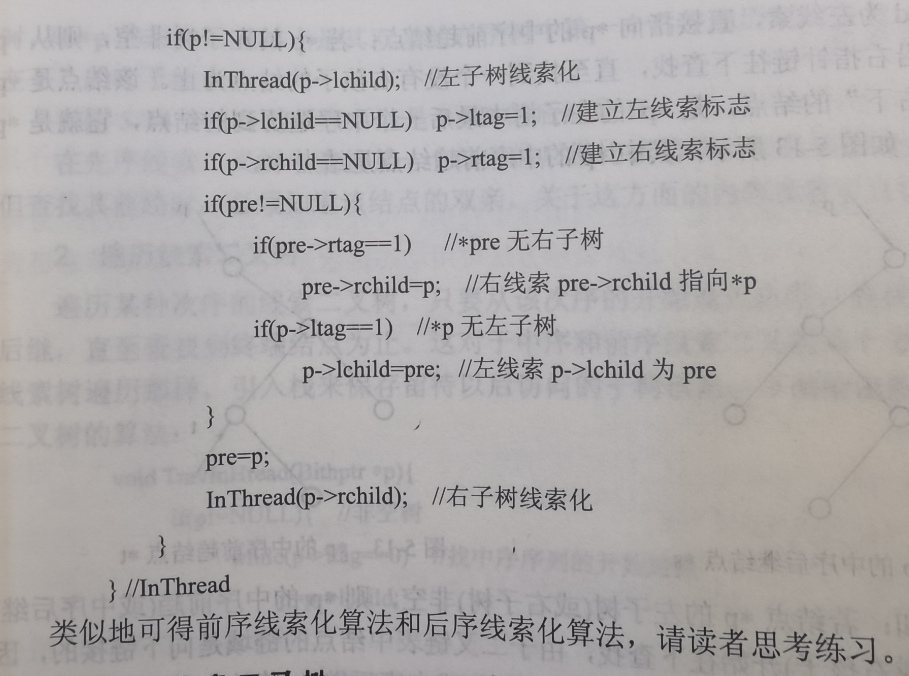 if(p!=NULL){
InThread(p->lchild); //左子树线索化
if(p->lchild==NULL) p->ltag=1; //建立左线索标志
if(p->rchild==NULL) p->rtag=1; //建立右线索标志
if(pre!=NULL){
if(pre->rtag==1) //*pre 无右子树
pre->rchild=p; //右线索 pre->rchild 指向*p
if(p->ltag==1) //*p 无左子树
p->lchild=pre; //左线索 p->lchild 为 pre
}
pre=p;
InThread(p->rchild); //右子树线索化
}
} //InThread
类似地可得前序线索化算法和后序线索化算法，请读者思考练习。